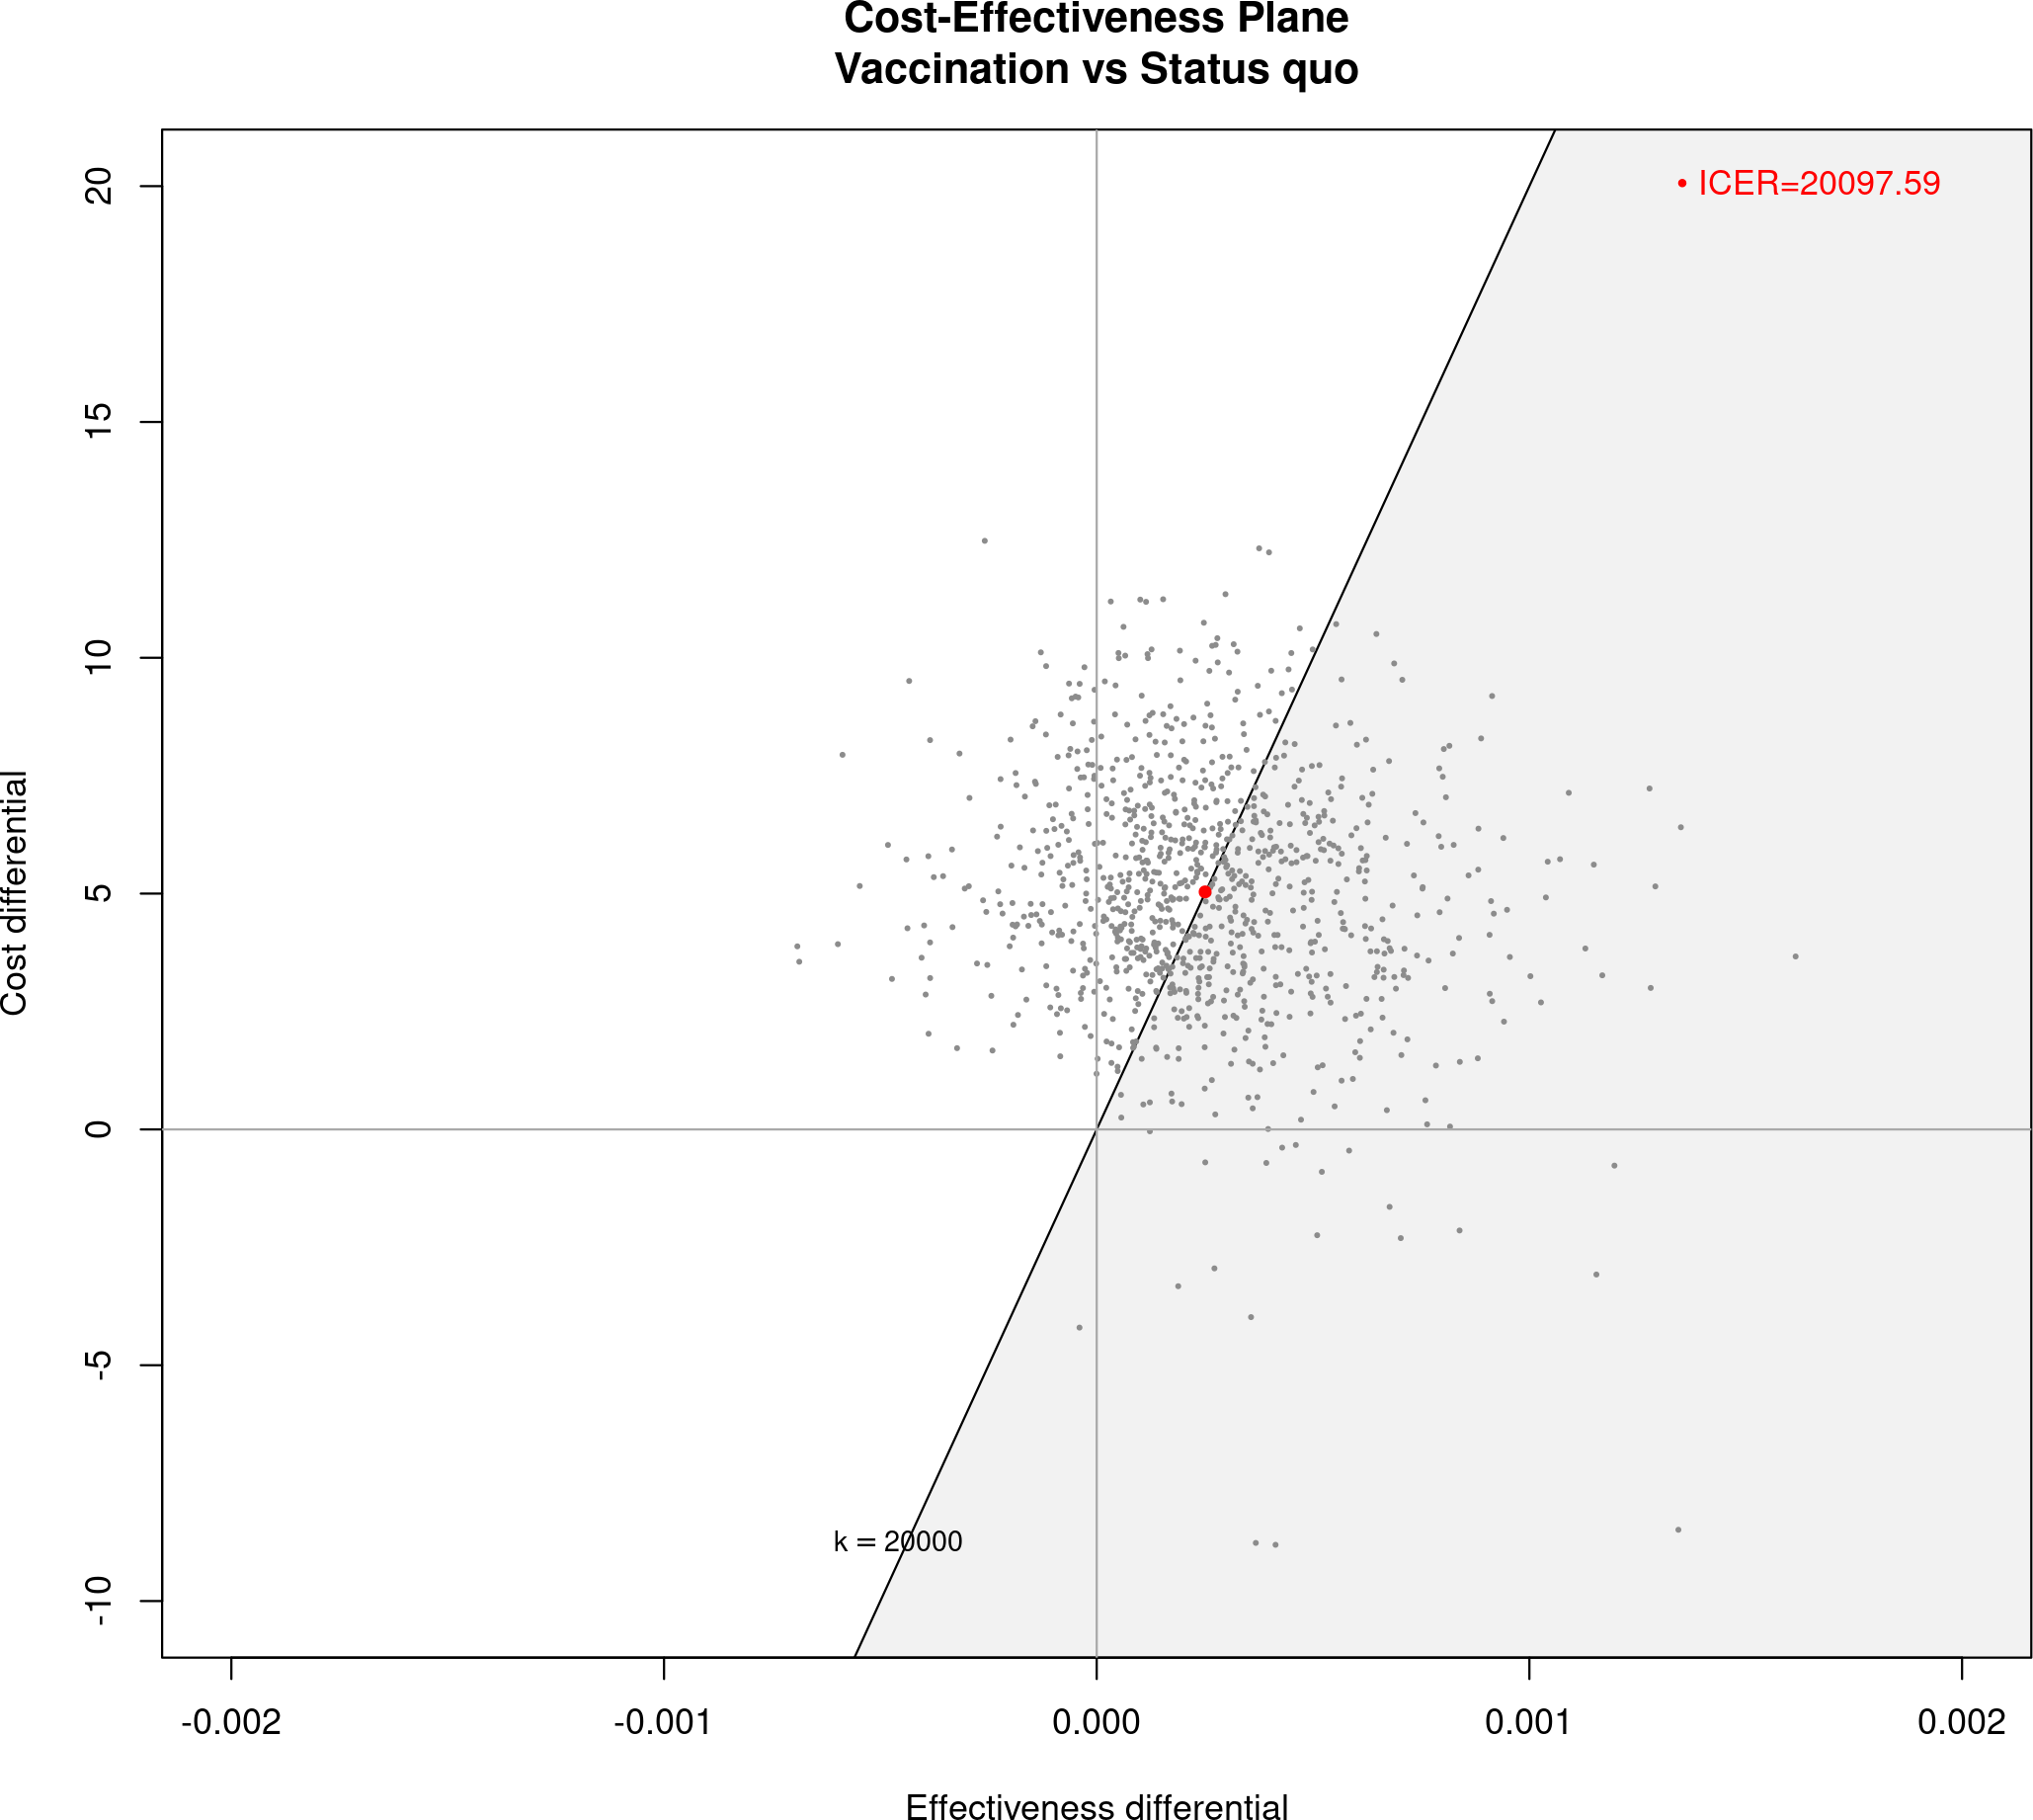 Cost-Effectiveness Plane
Vaccination vs Status quo
ICER=20097.59
20
15
10
5
0
-5
-10
Cost differential
k = 20000
-0.002
-0.001
0.000
0.001
0.002
Effectiveness differential